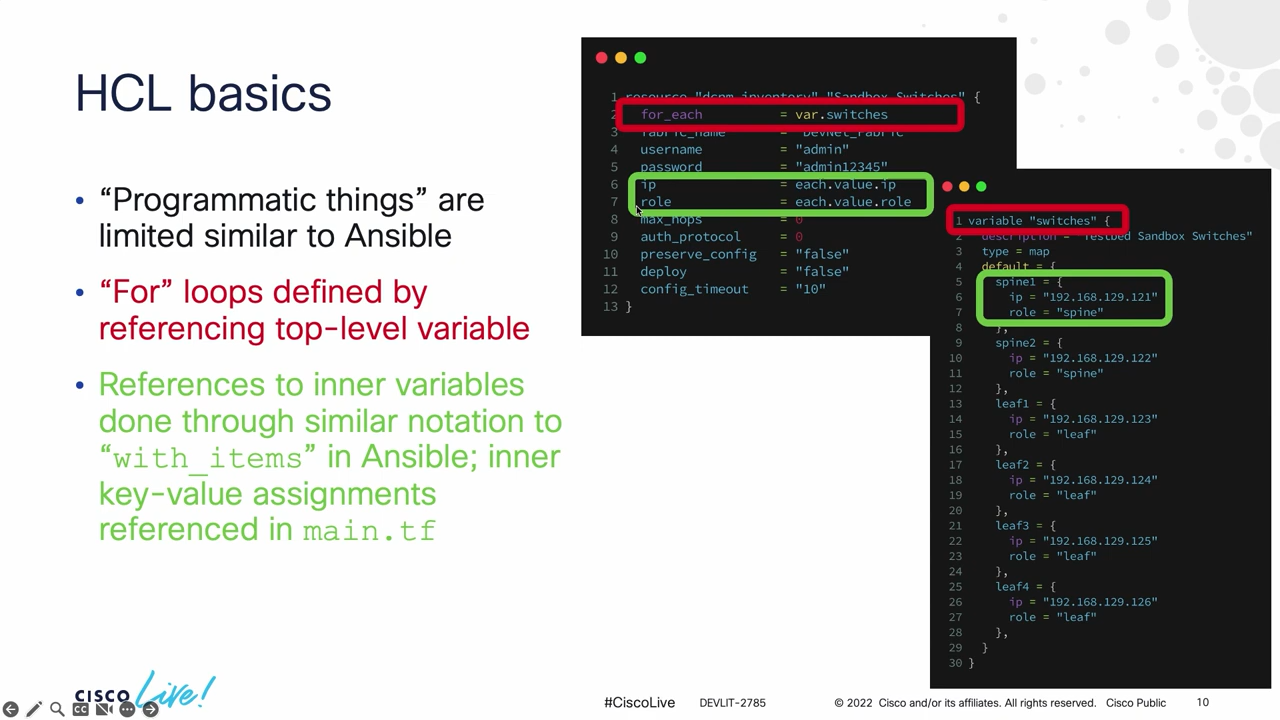 HCL basics
• “Programmatic things” are
limited similar to Ansible
• “For” loops defined by
referencing top-level variable
• References to inner variables
done through similar notation to
“with_items” in Ansible; inner
key-value assignments
referenced in main.tf
1 resource "dcnm_inventory" "Sandbox_Switches" {
2 for_each = var.switches
3 fabric_name = "DevNet_Fabric"
4 username = "admin"
5 password = "admin12345"
6 ip = each.value.ip
7 role = each.value.role
8 max_hops = 0
9 auth_protocol = 0
10 preserve_config = "false"
11 deploy = "false"
12 config_timeout = "10"
13 }
1 variable "switches" {
2 description = "Testbed Sandbox Switches"
3 type = map
4 default = {
5 spine1 = {
6 ip = "192.168.129.121"
7 role = "spine"
8 },
9 spine2 = {
10 ip = "192.168.129.122"
11 role = "spine"
12 },
13 leaf1 = {
14 ip = "192.168.129.123"
15 role = "leaf"
16 },
17 leaf2 = {
18 ip = "192.168.129.124"
19 role = "leaf"
20 },
21 leaf3 = {
22 ip = "192.168.129.125"
23 role = "leaf"
24 },
25 leaf4 = {
26 ip = "192.168.129.126"
27 role = "leaf"
28 },
29 }
30 }
CISCO Live!
CC
#CiscoLive DEVLIT-2785 © 2022 Cisco and/or its affiliates. All rights reserved. Cisco Public 10